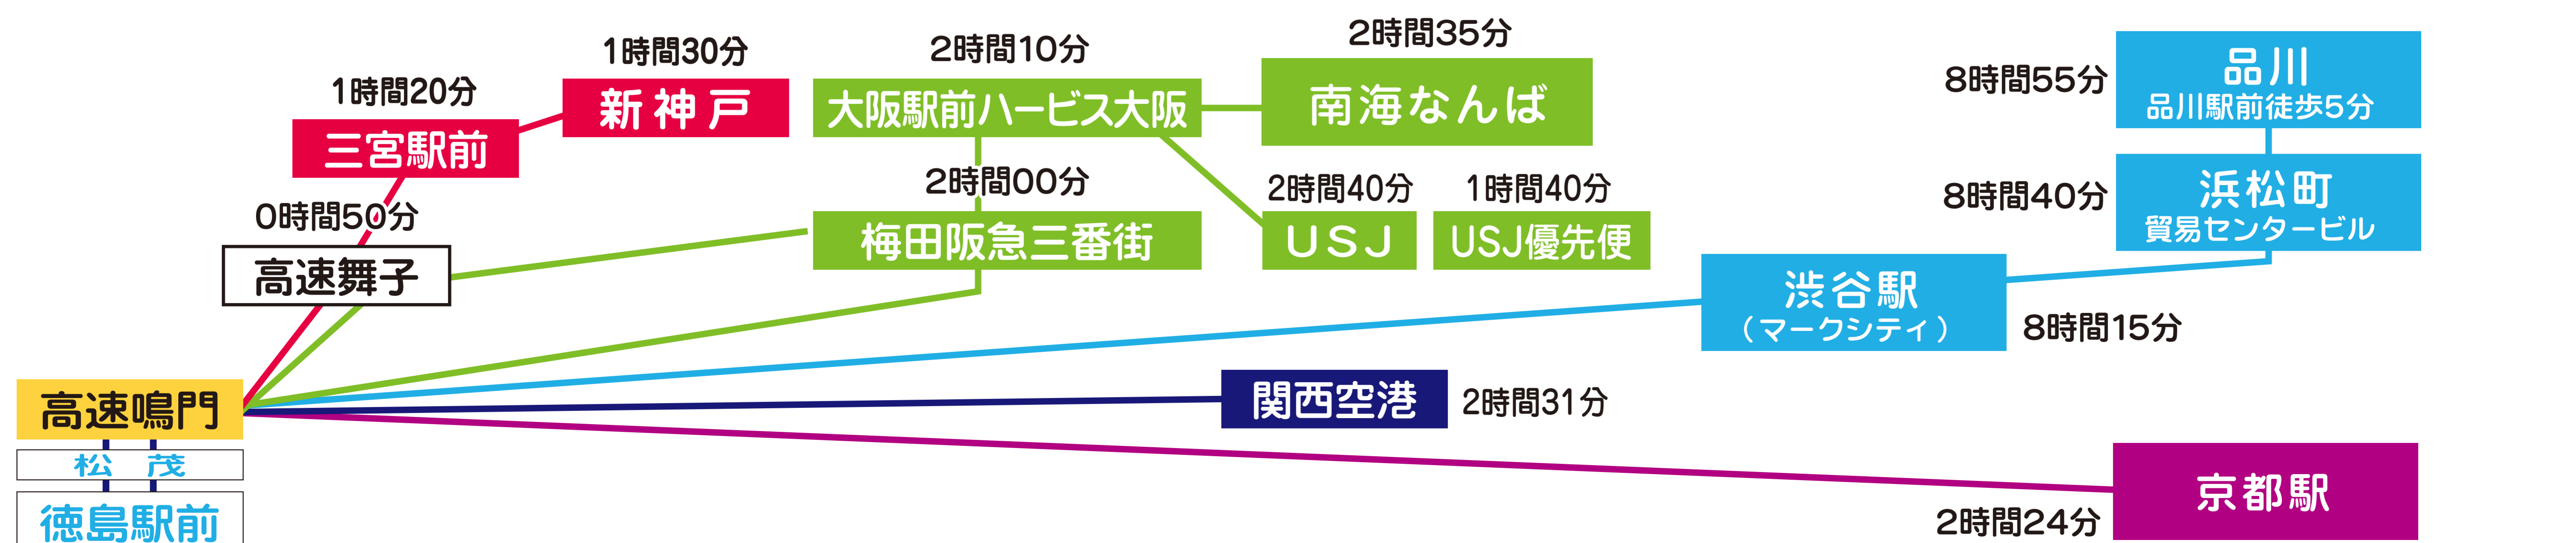 1時間30分
新神戸
1時間20分
三宮駅前
0時間50分
高速舞子
2時間10分
大阪駅前ハービス大阪
2時間35分
南海なんば
2時間00分
梅田阪急三番街
2時間40分
USJ
1時間40分
USJ優先便
8時間55分
品川
品川駅前徒歩5分
8時間40分
浜松町
貿易センタービル
渋谷駅
（マークシティ）
8時間15分
高速鳴門
松 茂
徳島駅前
関西空港
2時間31分
京都駅
2時間24分